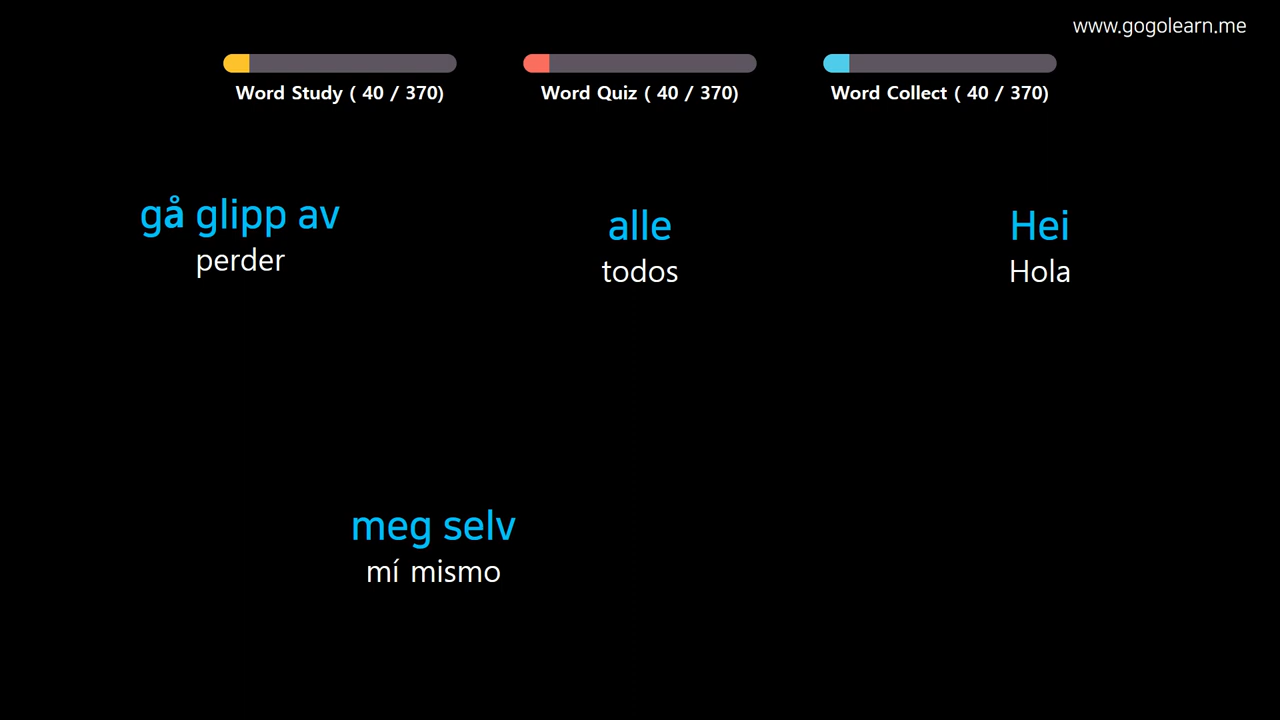 www.gogolearn.me
Word Study ( 40 / 370)
Word Quiz ( 40 / 370)
Word Collect ( 40 / 370)
gå glipp av
perder
alle
todos
Hei
Hola
meg selv
mí mismo